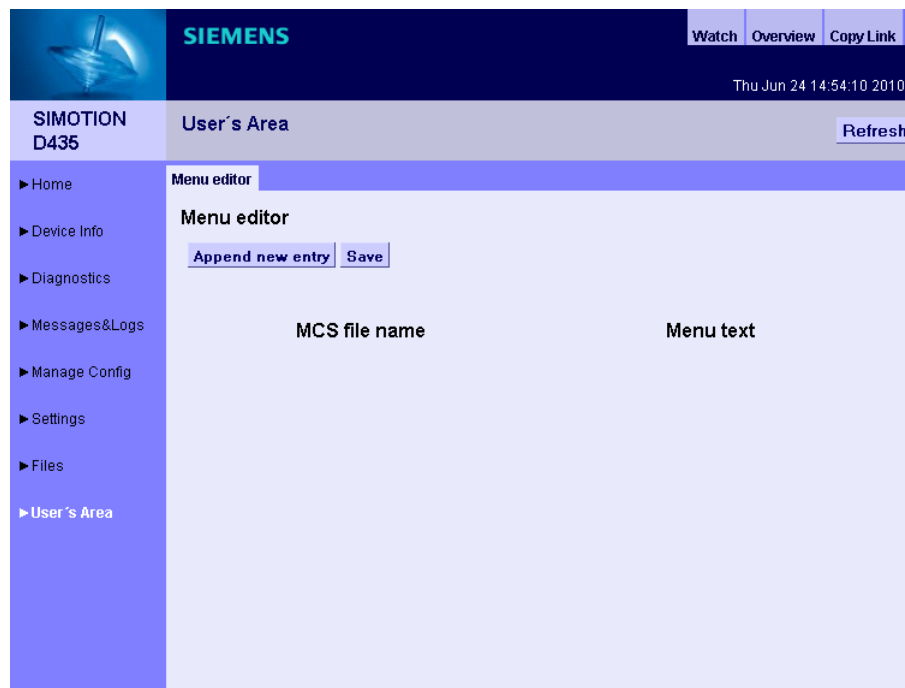 SIEMENS
Watch Overview Copy Link
Thu Jun 24 14:54:10 2010
SIMOTION
D435
User´s Area
Refresh
Menu editor
Menu editor
Append new entry Save
MCS file name Menu text
►Home
►Device Info
►Diagnostics
►Messages&Logs
►Manage Config
►Settings
►Files
►User´s Area